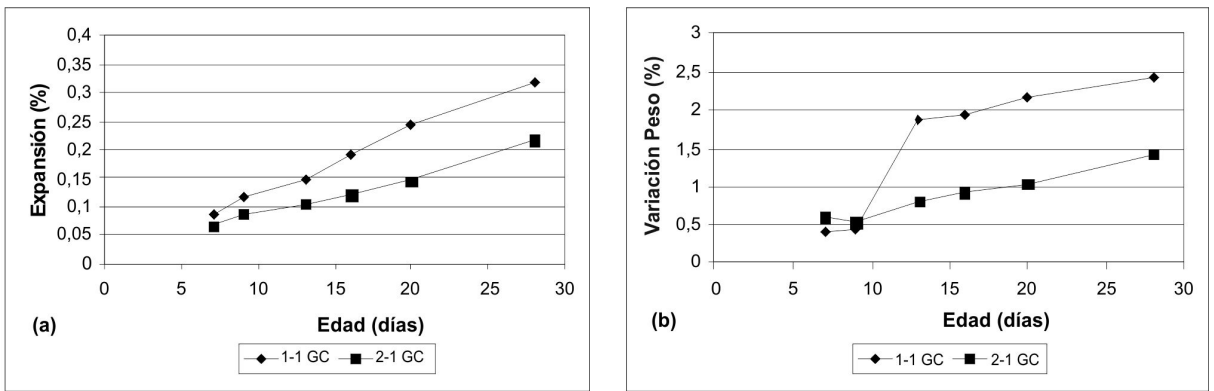 0,4
0,35
0,3
0,25
0,2
0,15
0,1
0,05
0
Expansión (%)
0 5 10 15 20 25 30
(a)
Edad (días)
1-1 GC 2-1 GC
3
2,5
2
1,5
1
0,5
0
Variación Peso (%)
0 5 10 15 20 25 30
(b)
Edad (días)
1-1 GC 2-1 GC